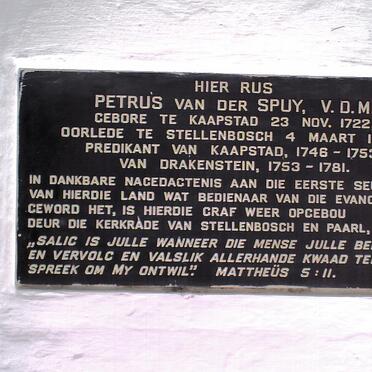 HIER RUS
PETRUS VAN DER SPUY, V.D.M
GEBORE TE KAAPSTAD 23 NOV. 1722
OORLEDE TE STELLENBOSCH 4 MAART
PREDIKANT VAN KAAPSTAD, 1746 - 1753
VAN DRAKENSTEIN, 1753 - 1781.
IN DANKBARE NAGEDAGTENIS AAN DIE EERSTE
VAN HIERDIE LAND WAT BEDIENAAR VAN DIE
GEWORD HET, IS HIERDIE GRAF WEER OPGEBOU
DEUR DIE KERKRADE VAN STELLENBOSCH EN PAARL,
„SALIG IS JULLE WANNEER DIE MENSE JULLE
EN VERVOLG EN VALSLIK ALLERHANDE KWAAD
SPREEK OM MY ONTWIL". MATTHEÜS 5:11.